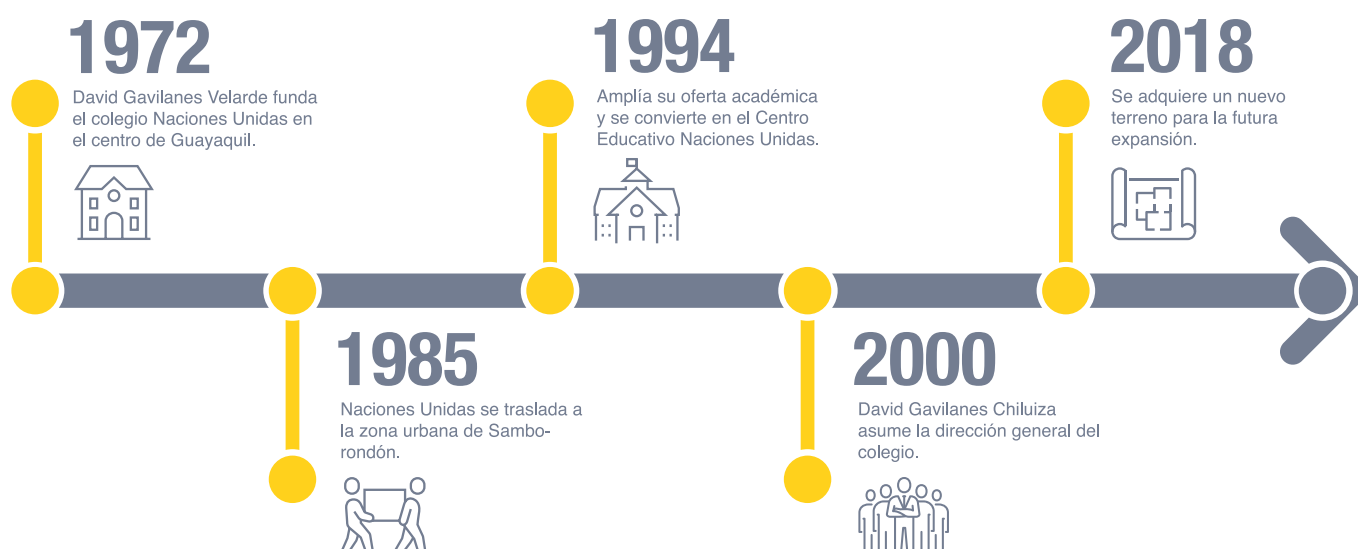 1972
David Gavilanes Velarde funda
el colegio Naciones Unidas en
el centro de Guayaquil.
1985
Naciones Unidas se traslada a
la zona urbana de Sambo-
rondón.
1994
Amplía su oferta académica
y se convierte en el Centro
Educativo Naciones Unidas.
2000
David Gavilanes Chiluiza
asume la dirección general del
colegio.
2018
Se adquiere un nuevo
terreno para la futura
expansión.